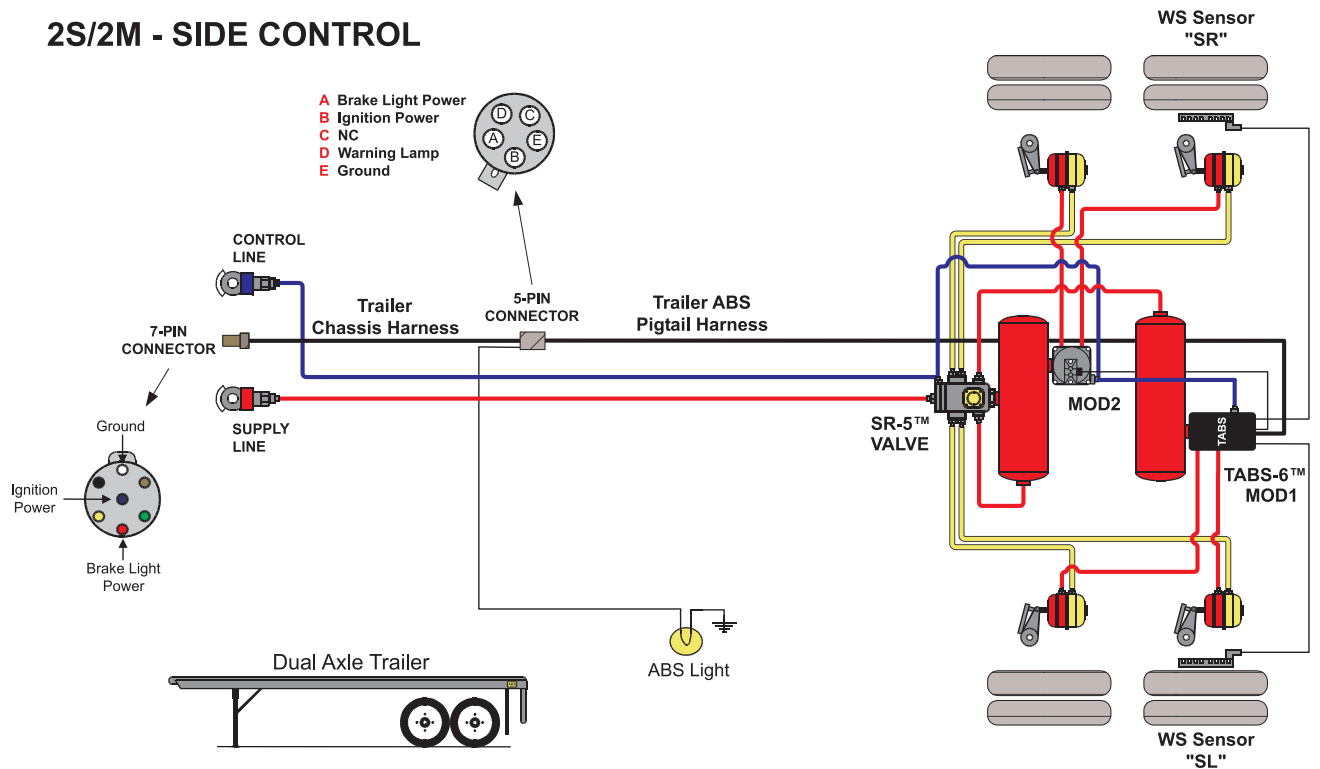 2S/2M - SIDE CONTROL
WS Sensor
"SR"
A Brake Light Power
B Ignition Power
C NC
D Warning Lamp
E Ground
D
C
A
E
B
CONTROL
LINE
7-PIN
CONNECTOR
Trailer
Chassis Harness
5-PIN
CONNECTOR
Trailer ABS
Pigtail Harness
SUPPLY
LINE
MOD2
SR-5™
VALVE
TABS
TABS-6™
MOD1
Ground
Ignition
Power
Brake Light
Power
ABS Light
Dual Axle Trailer
ABS
WS Sensor
"SL"